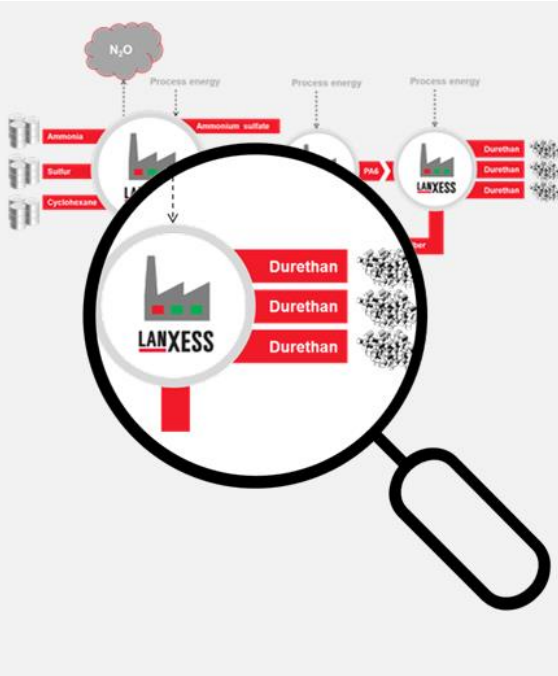 N₂O
Process energy
Process energy
Process energy
Ammonium sulfate
Ammonia
Sulfur
Cyclohexane
PA6
LANXESS
Durethan
Durethan
Durethan
Durethan
Durethan
Durethan
LANXESS